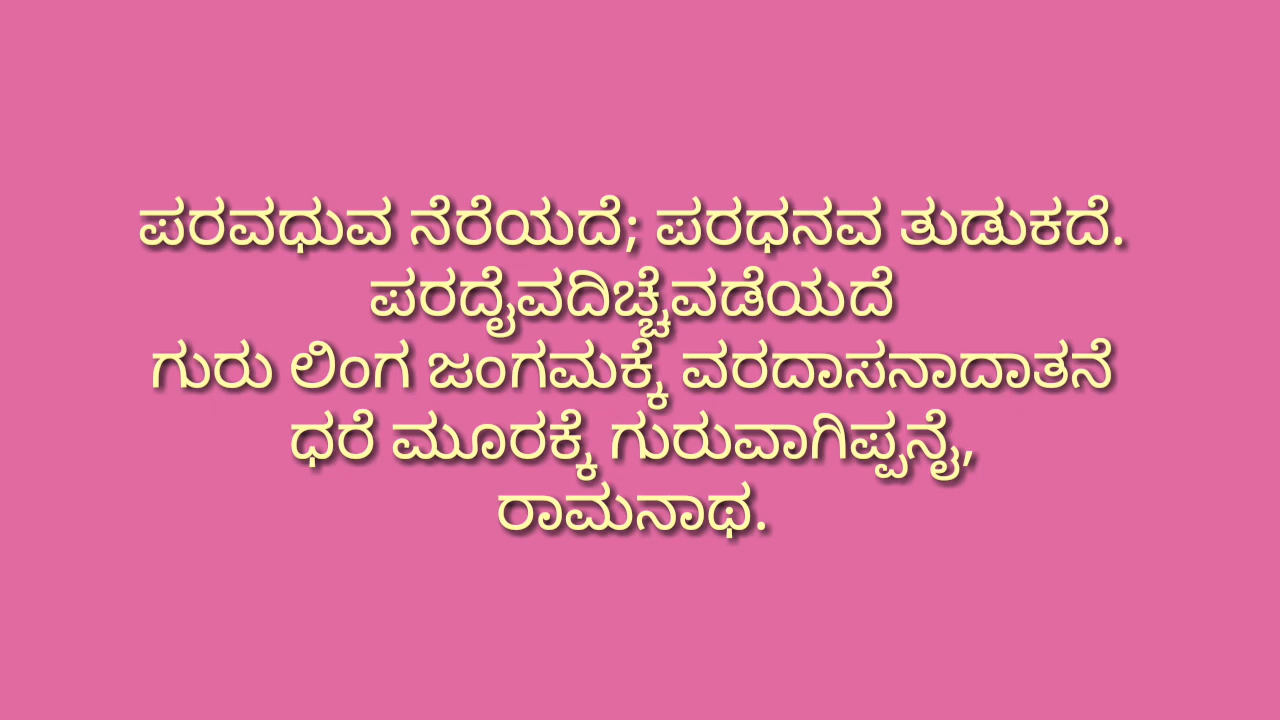 ಪರವಧುವ ನೆರೆಯದೆ; ಪರಧನವ ತುಡುಕದೆ.
ಪರದೈವದಿಚ್ಚೆವಡೆಯದೆ
ಗುರು ಲಿಂಗ ಜಂಗಮಕ್ಕೆ ವರದಾಸನಾದಾತನೆ
ಧರೆ ಮೂರಕ್ಕೆ ಗುರುವಾಗಿಪ್ಪನೈ,
ರಾಮನಾಥ.